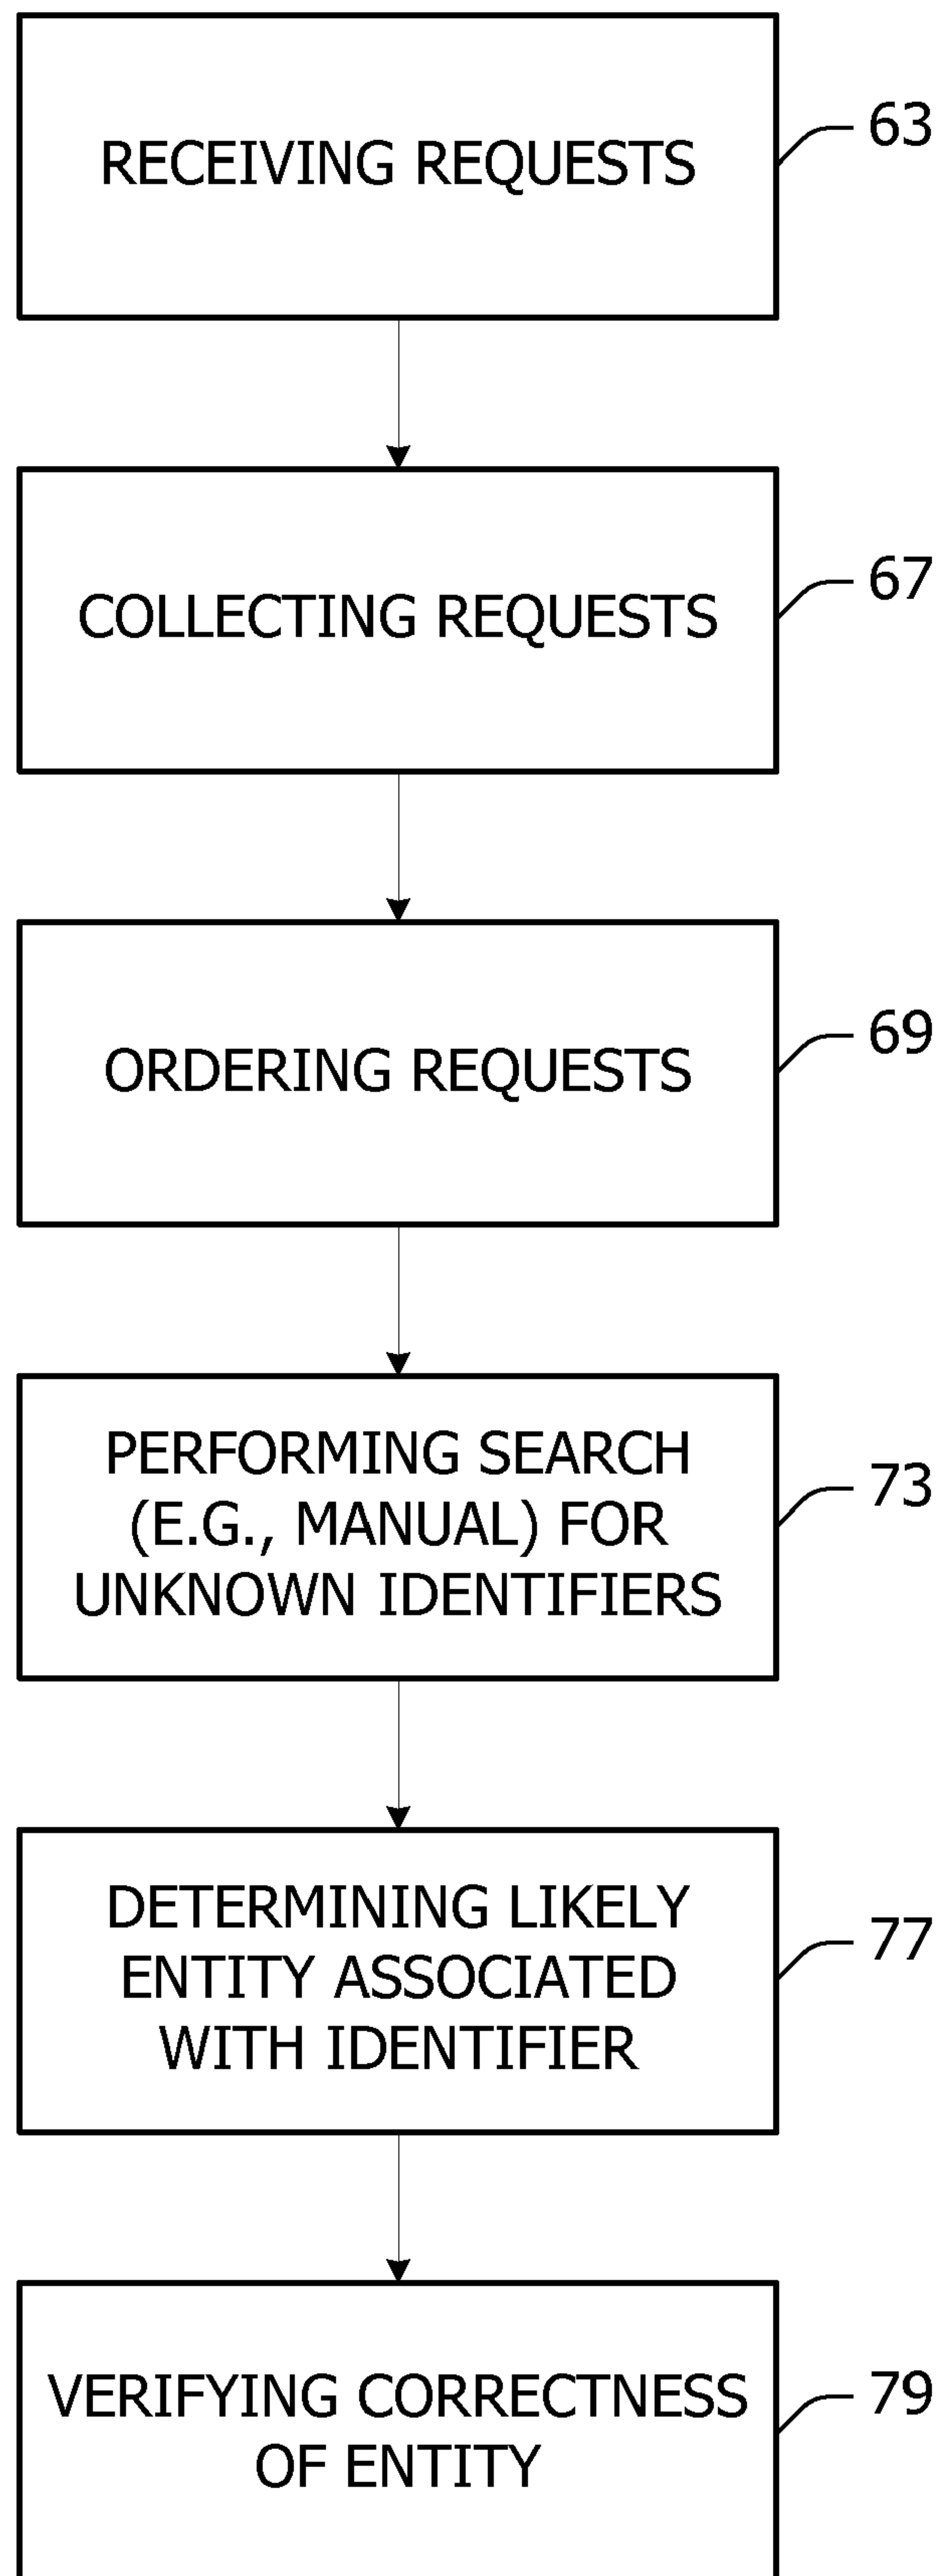 RECEIVING REQUESTS
63
COLLECTING REQUESTS
67
ORDERING REQUESTS
69
PERFORMING SEARCH
(E.G., MANUAL) FOR
UNKNOWN IDENTIFIERS
73
DETERMINING LIKELY
ENTITY ASSOCIATED
WITH IDENTIFIER
77
VERIFYING CORRECTNESS
OF ENTITY
79